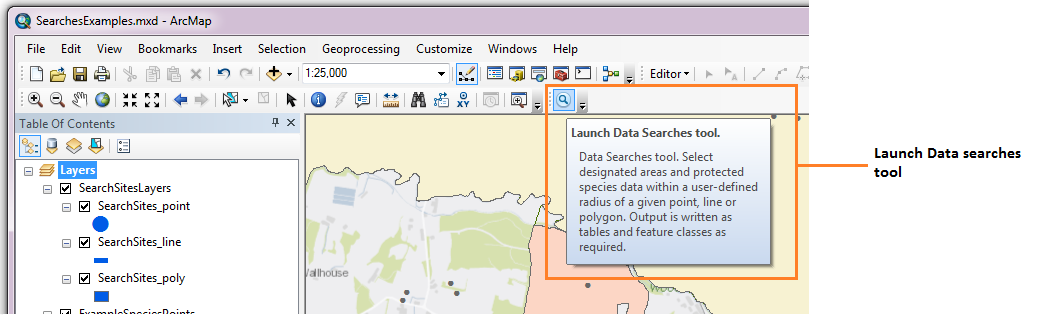 SearchesExamples.mxd - ArcMap
File Edit View Bookmarks Insert Selection Geoprocessing Customize Windows Help
1:25,000
Editor
XY
Table Of Contents
Layers
SearchSitesLayers
SearchSites_point
SearchSites_line
SearchSites_poly
ExampleSpeciesPoints
Launch Data Searches tool.
Data Searches tool. Select
designated areas and protected
species data within a user-defined
radius of a given point, line or
polygon. Output is written as
tables and feature classes as
required.
Launch Data searches
tool